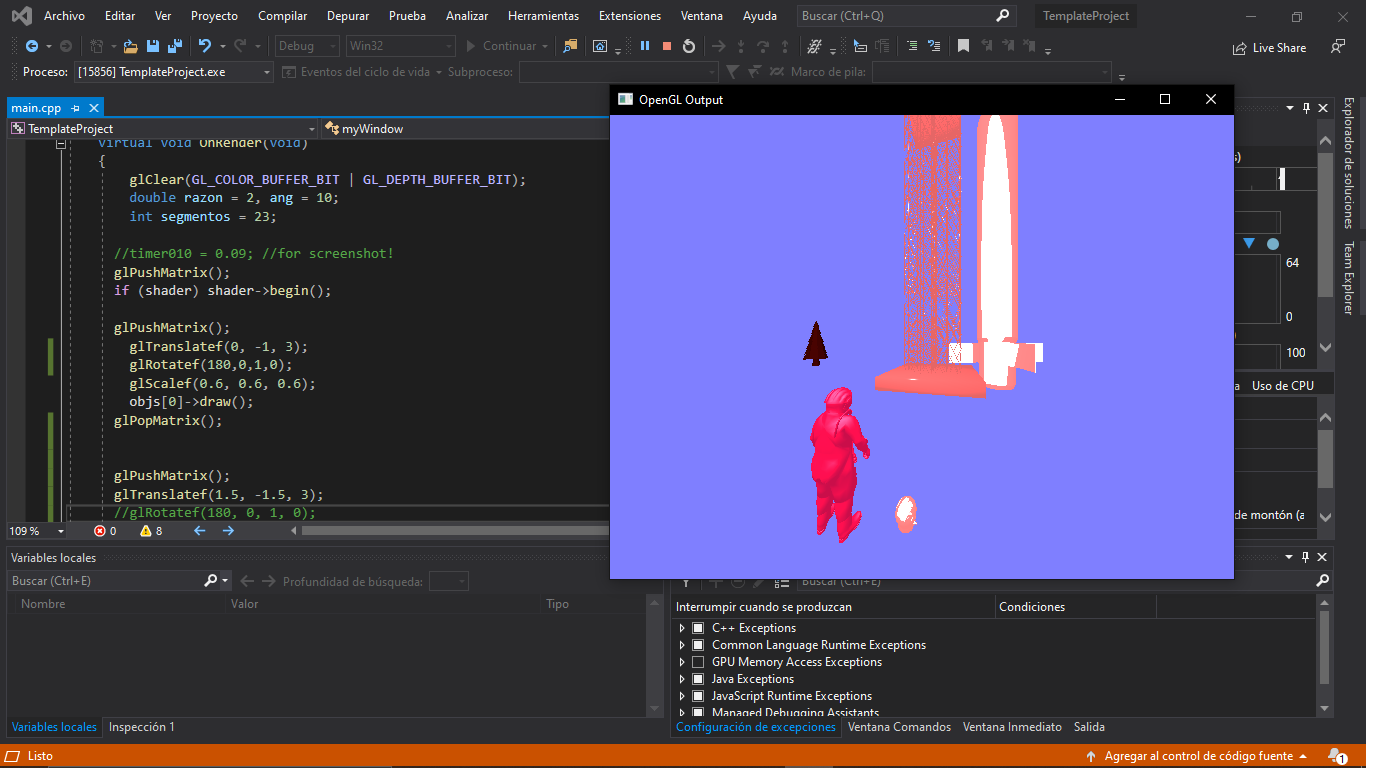 Archivo Editar Ver Proyecto Compilar Depurar Prueba Analizar Herramientas Extensiones Ventana Ayuda Buscar (Ctrl+Q) TemplateProject
Debug Win32 Continuar Live Share
Proceso: [15856] TemplateProject.exe Eventos del ciclo de vida Subproceso: Marco de pila:
OpenGL Output
main.cpp
TemplateProject myWindow
virtual void OnRender(void)
{
glClear(GL_COLOR_BUFFER_BIT | GL_DEPTH_BUFFER_BIT);
double razon = 2, ang = 10;
int segmentos = 23;
//timer010 = 0.09; //for screenshot!
glPushMatrix();
if (shader) shader->begin();
glPushMatrix();
glTranslatef(0, -1, 3);
glRotatef(180,0,1,0);
glScalef(0.6, 0.6, 0.6);
objs[0]->draw();
glPopMatrix();
glPushMatrix();
glTranslatef(1.5, -1.5, 3);
//glRotatef(180, 0, 1, 0);
109 % 0 8
s)
64
0
100
a Uso de CPU
de montón (a
Explorador de soluciones
Team Explorer
Variables locales
Buscar (Ctrl+E) Profundidad de búsqueda:
Nombre Valor Tipo
Variables locales Inspección 1
Buscar (Ctrl+E)
Interrumpir cuando se produzcan Condiciones
C++ Exceptions
Common Language Runtime Exceptions
GPU Memory Access Exceptions
Java Exceptions
JavaScript Runtime Exceptions
Managed Debugging Assistants
Configuración de excepciones Ventana Comandos Ventana Inmediato Salida
Listo Agregar al control de código fuente 1